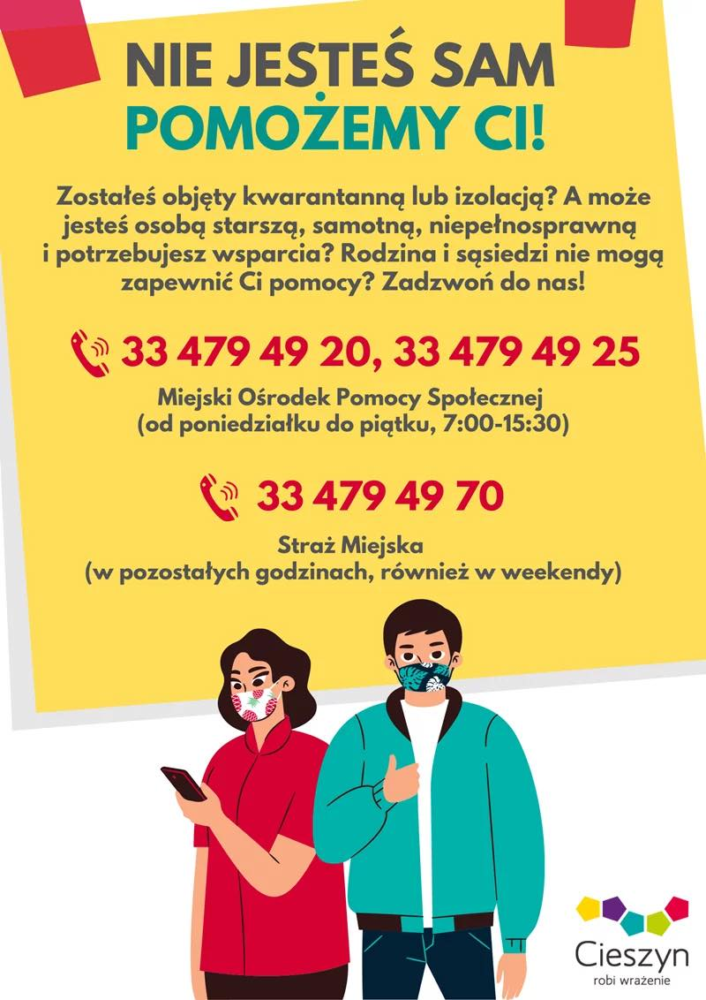 NIE JESTEŚ SAM
POMOŻEMY CI!
Zostałeś objęty kwarantanną lub izolacją? A może
jesteś osobą starszą, samotną, niepełnosprawną
i potrzebujesz wsparcia? Rodzina i sąsiedzi nie mogą
zapewnić Ci pomocy? Zadzwoń do nas!
33 479 49 20, 33 479 49 25
Miejski Ośrodek Pomocy Społecznej
(od poniedziałku do piątku, 7:00-15:30)
33 479 49 70
Straż Miejska
(w pozostałych godzinach, również w weekendy)
Cieszyn
robi wrażenie